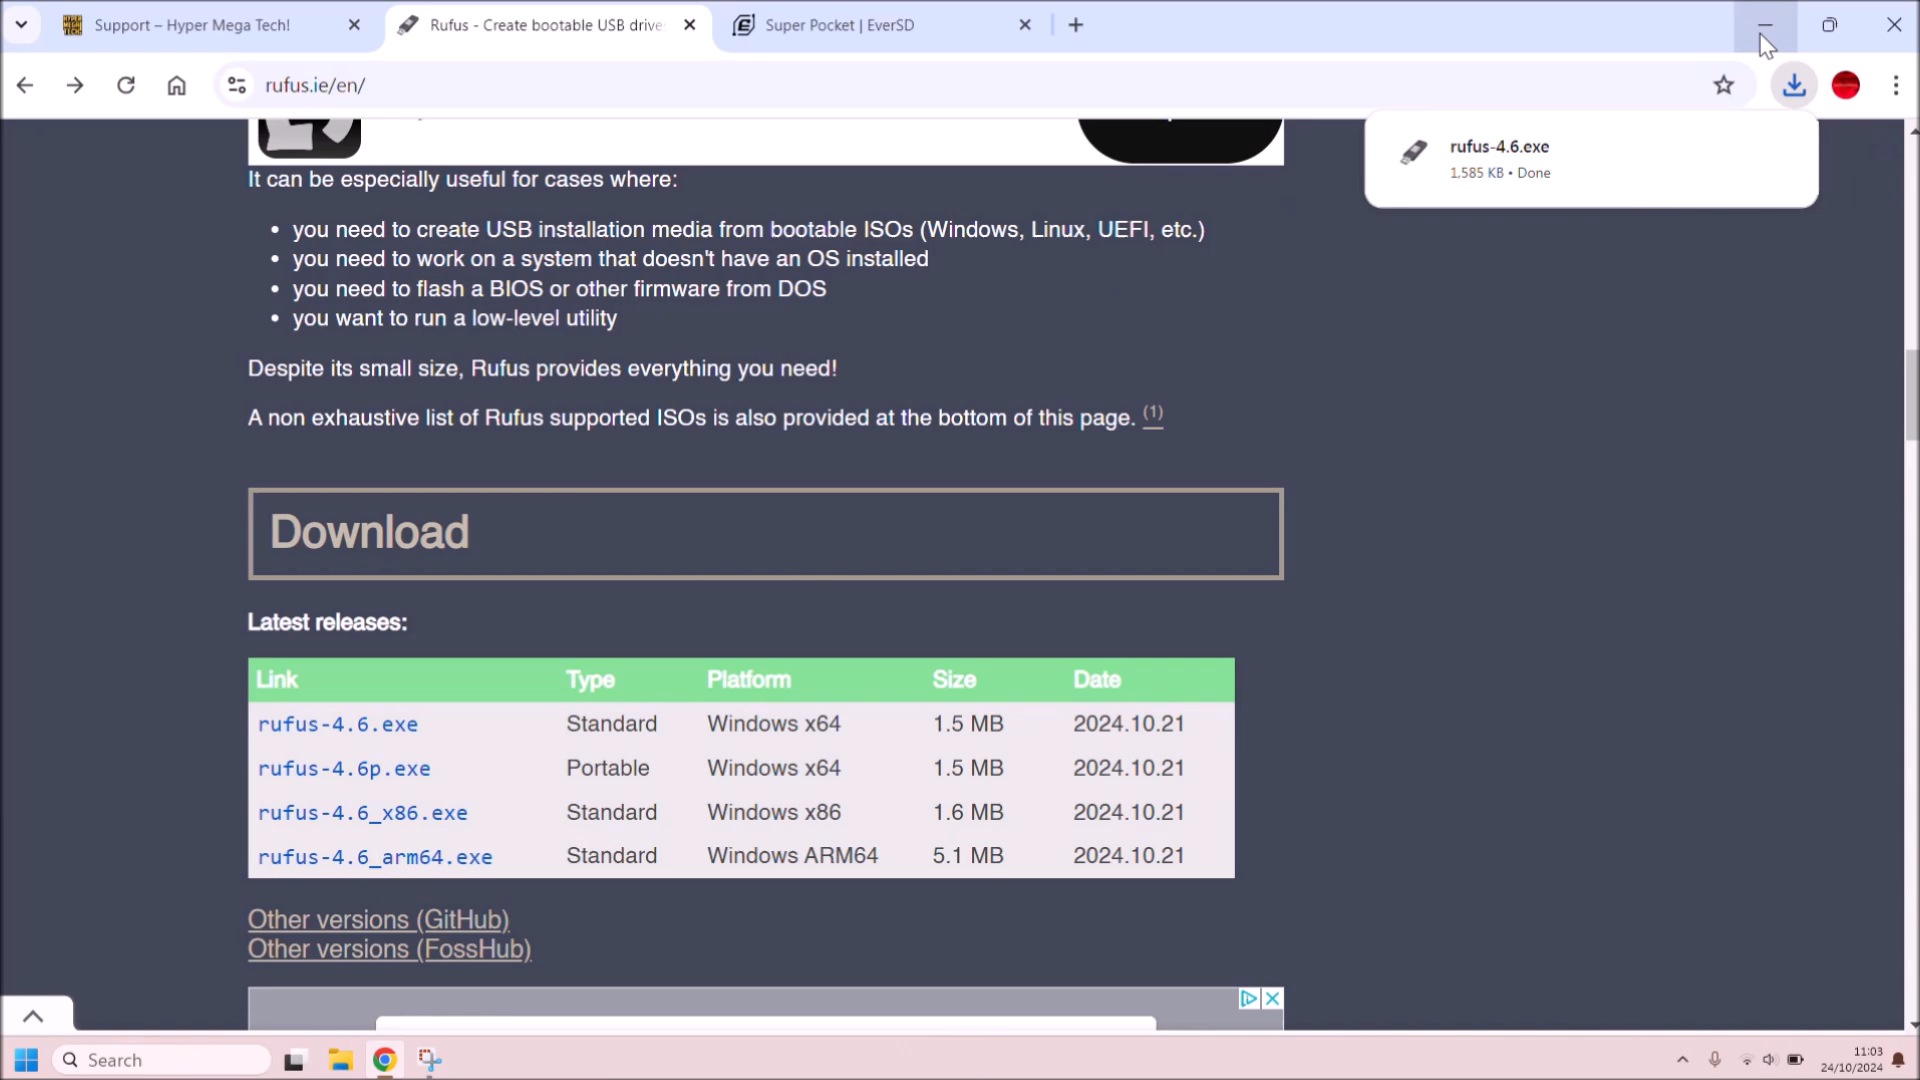 Support – Hyper Mega Tech!
Rufus - Create bootable USB drive
Super Pocket | EverSD
rufus.ie/en/
rufus-4.6.exe
1,585 KB • Done
It can be especially useful for cases where:
• you need to create USB installation media from bootable ISOs (Windows, Linux, UEFI, etc.)
• you need to work on a system that doesn't have an OS installed
• you need to flash a BIOS or other firmware from DOS
• you want to run a low-level utility
Despite its small size, Rufus provides everything you need!
A non exhaustive list of Rufus supported ISOs is also provided at the bottom of this page. (1)
Download
Latest releases:
Link Type Platform Size Date
rufus-4.6.exe Standard Windows x64 1.5 MB 2024.10.21
rufus-4.6p.exe Portable Windows x64 1.5 MB 2024.10.21
rufus-4.6_x86.exe Standard Windows x86 1.6 MB 2024.10.21
rufus-4.6_arm64.exe Standard Windows ARM64 5.1 MB 2024.10.21
Other versions (GitHub)
Other versions (FossHub)
Search
11:03
24/10/2024